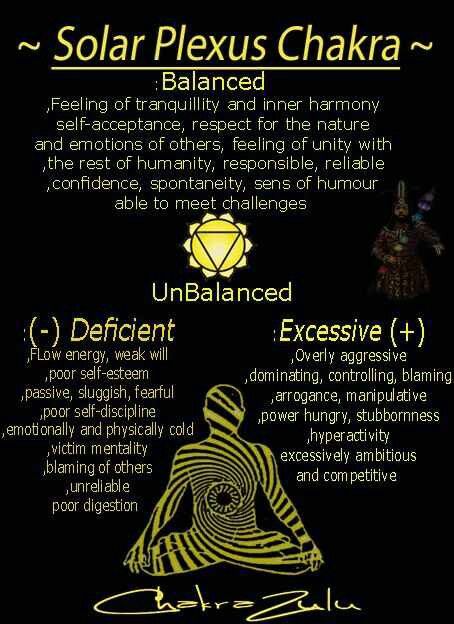 ~ Solar Plexus Chakra ~
:Balanced
,Feeling of tranquillity and inner harmony
self-acceptance, respect for the nature
and emotions of others, feeling of unity with
,the rest of humanity, responsible, reliable
,confidence, spontaneity, sens of humour
able to meet challenges
UnBalanced
:(-) Deficient
,FLow energy, weak will
,poor self-esteem
,passive, sluggish, fearful
,poor self-discipline
,emotionally and physically cold
,victim mentality
,blaming of others
,unreliable
poor digestion
:Excessive (+)
,Overly aggressive
,dominating, controlling, blaming
,arrogance, manipulative
,power hungry, stubbornness
,hyperactivity
excessively ambitious
and competitive
Chakra Zulu